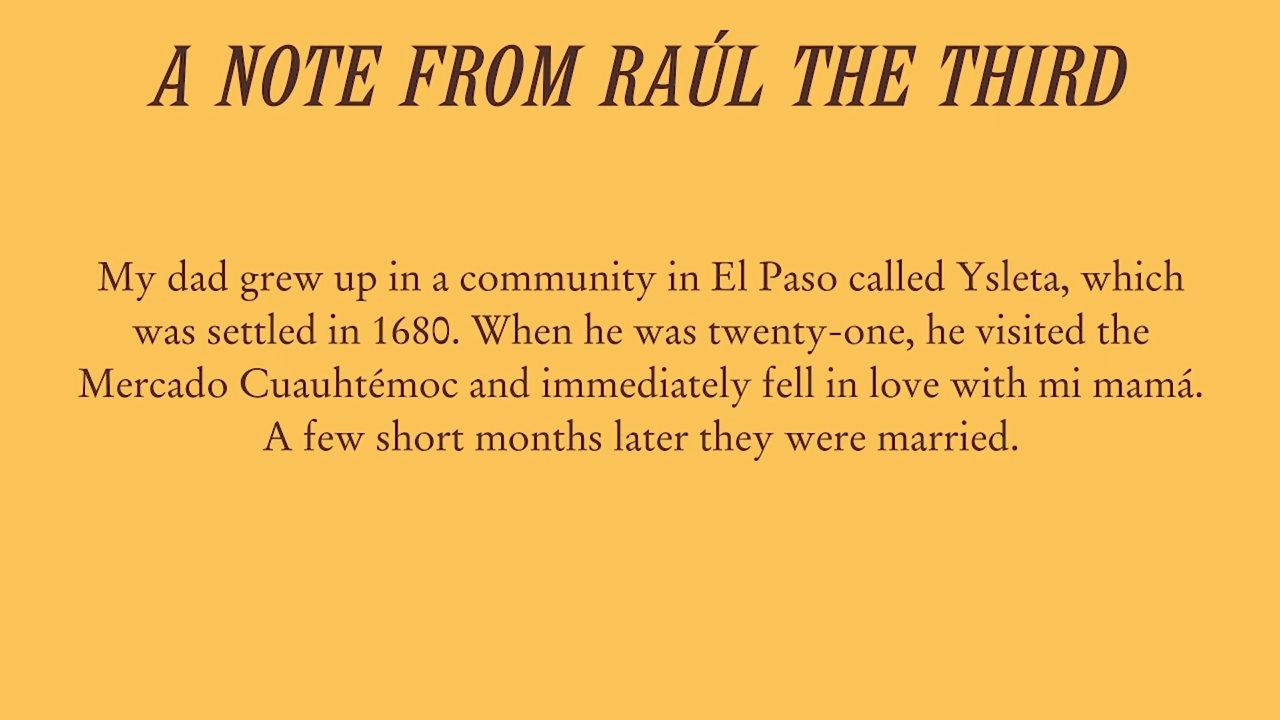 A NOTE FROM RAÚL THE THIRD
My dad grew up in a community in El Paso called Ysleta, which
was settled in 1680. When he was twenty-one, he visited the
Mercado Cuauhtémoc and immediately fell in love with mi mamá.
A few short months later they were married.